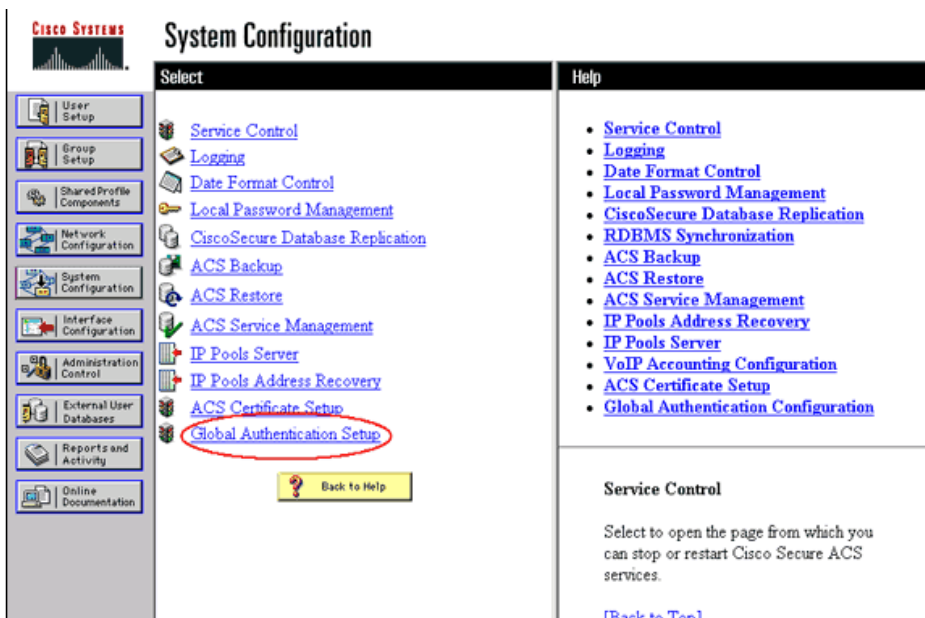 CISCO SYSTEMS
System Configuration
Select
Help
User
Setup
Group
Setup
Shared Profile
Components
Network
Configuration
System
Configuration
Interface
Configuration
Administration
Control
External User
Databases
Reports and
Activity
Online
Documentation
Service Control
Logging
Date Format Control
Local Password Management
CiscoSecure Database Replication
ACS Backup
ACS Restore
ACS Service Management
IP Pools Server
IP Pools Address Recovery
ACS Certificate Setup
Global Authentication Setup
Back to Help
• Service Control
• Logging
• Date Format Control
• Local Password Management
• CiscoSecure Database Replication
• RDBMS Synchronization
• ACS Backup
• ACS Restore
• ACS Service Management
• IP Pools Address Recovery
• IP Pools Server
• VoIP Accounting Configuration
• ACS Certificate Setup
• Global Authentication Configuration
Service Control
Select to open the page from which you
can stop or restart Cisco Secure ACS
services.
[Back to Top]